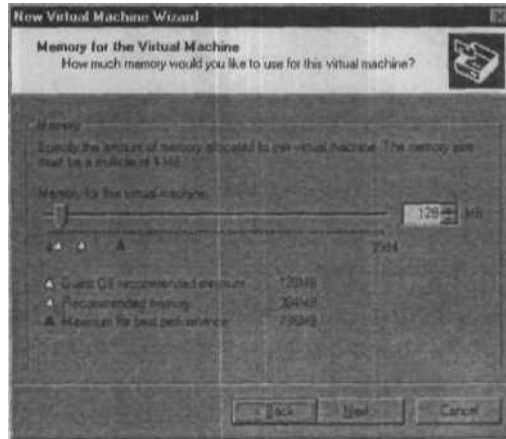 New Virtual Machine Wizard
Memory for the Virtual Machine
How much memory would you like to use for this virtual machine?
Memory
Specify the amount of memory allocated to this virtual machine. The memory size
must be a multiple of 4 MB.
Memory for this virtual machine:
128 MB
Guest OS recommended minimum 128MB
Recommended memory
Maximum for best performance
< Back
Next
Cancel